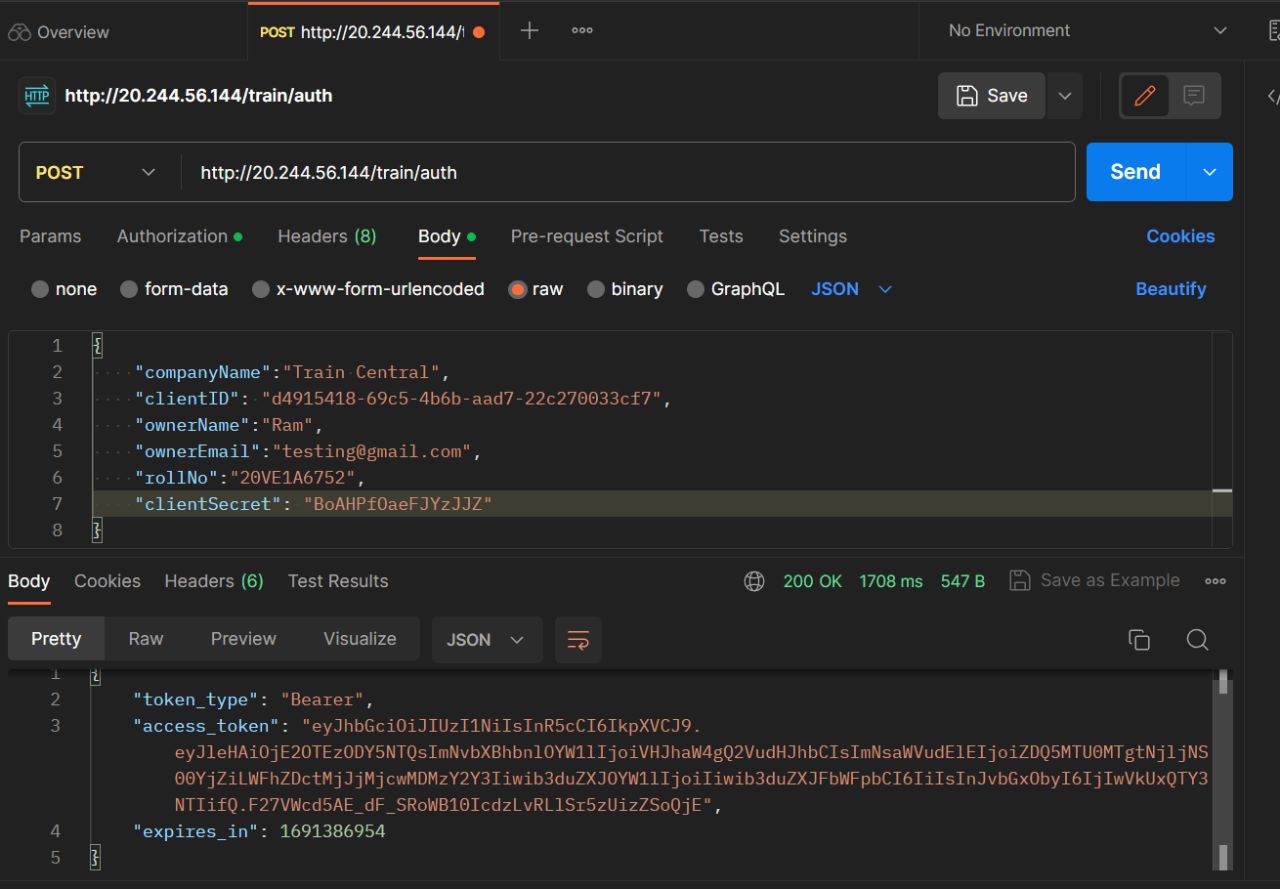 Overview
POST http://20.244.56.144/t
No Environment
HTTP http://20.244.56.144/train/auth
Save
POST http://20.244.56.144/train/auth
Send
Params Authorization Headers (8) Body Pre-request Script Tests Settings Cookies
none form-data x-www-form-urlencoded raw binary GraphQL JSON Beautify
1 {
2 "companyName":"Train Central",
3 "clientID": "d4915418-69c5-4b6b-aad7-22c270033cf7",
4 "ownerName":"Ram",
5 "ownerEmail":"testing@gmail.com",
6 "rollNo":"20VE1A6752",
7 "clientSecret": "BoAHPfOaeFJYzJJZ"
8 }
Body Cookies Headers (6) Test Results 200 OK 1708 ms 547 B Save as Example
Pretty Raw Preview Visualize JSON
1 {
2 "token_type": "Bearer",
3 "access_token": "eyJhbGciOiJIUzI1NiIsInR5cCI6IkpXVCJ9.
eyJleHAiOjE2OTEzODY5NTQsImNvbXBhbnlOYW1lIjoiVHJhaW4gQ2VudHJhbCIsImNsaWVudElEIjoiZDQ5MTU0MTgtNjljNS
00YjZiLWFhZDctMjJjMjcwMDMzY2Y3Iiwib3duZXJOYW1lIjoiIiwib3duZXJFbWFpbCI6IiIsInJvbGxObyI6IjIwVkUxQTY3
NTIifQ.F27VWcd5AE_dF_SRoWB10IcdzLvRLlSr5zUizZSoQjE",
4 "expires_in": 1691386954
5 }